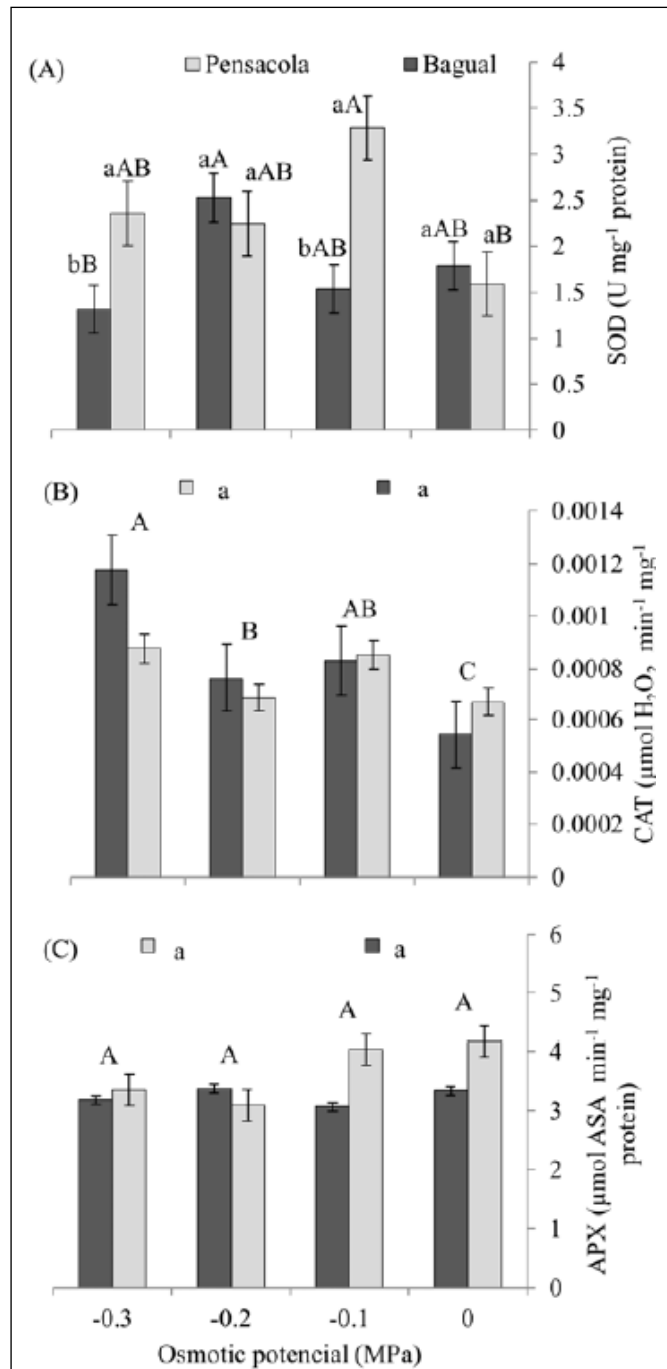 (A)
Pensacola Bagual
4
3.5
3
2.5
2
1.5
1
0.5
0
SOD (U mg⁻¹ protein)
bB aAB aA aAB bAB aA aAB aB
(B)
a a
0.0014
0.0012
0.001
0.0008
0.0006
0.0004
0.0002
0
CAT (µmol H₂O₂ min⁻¹ mg⁻¹
A B AB C
(C)
a a
6
5
4
3
2
1
0
APX (µmol ASA min⁻¹ mg⁻¹
protein)
A A A A
-0.3 -0.2 -0.1 0
Osmotic potencial (MPa)